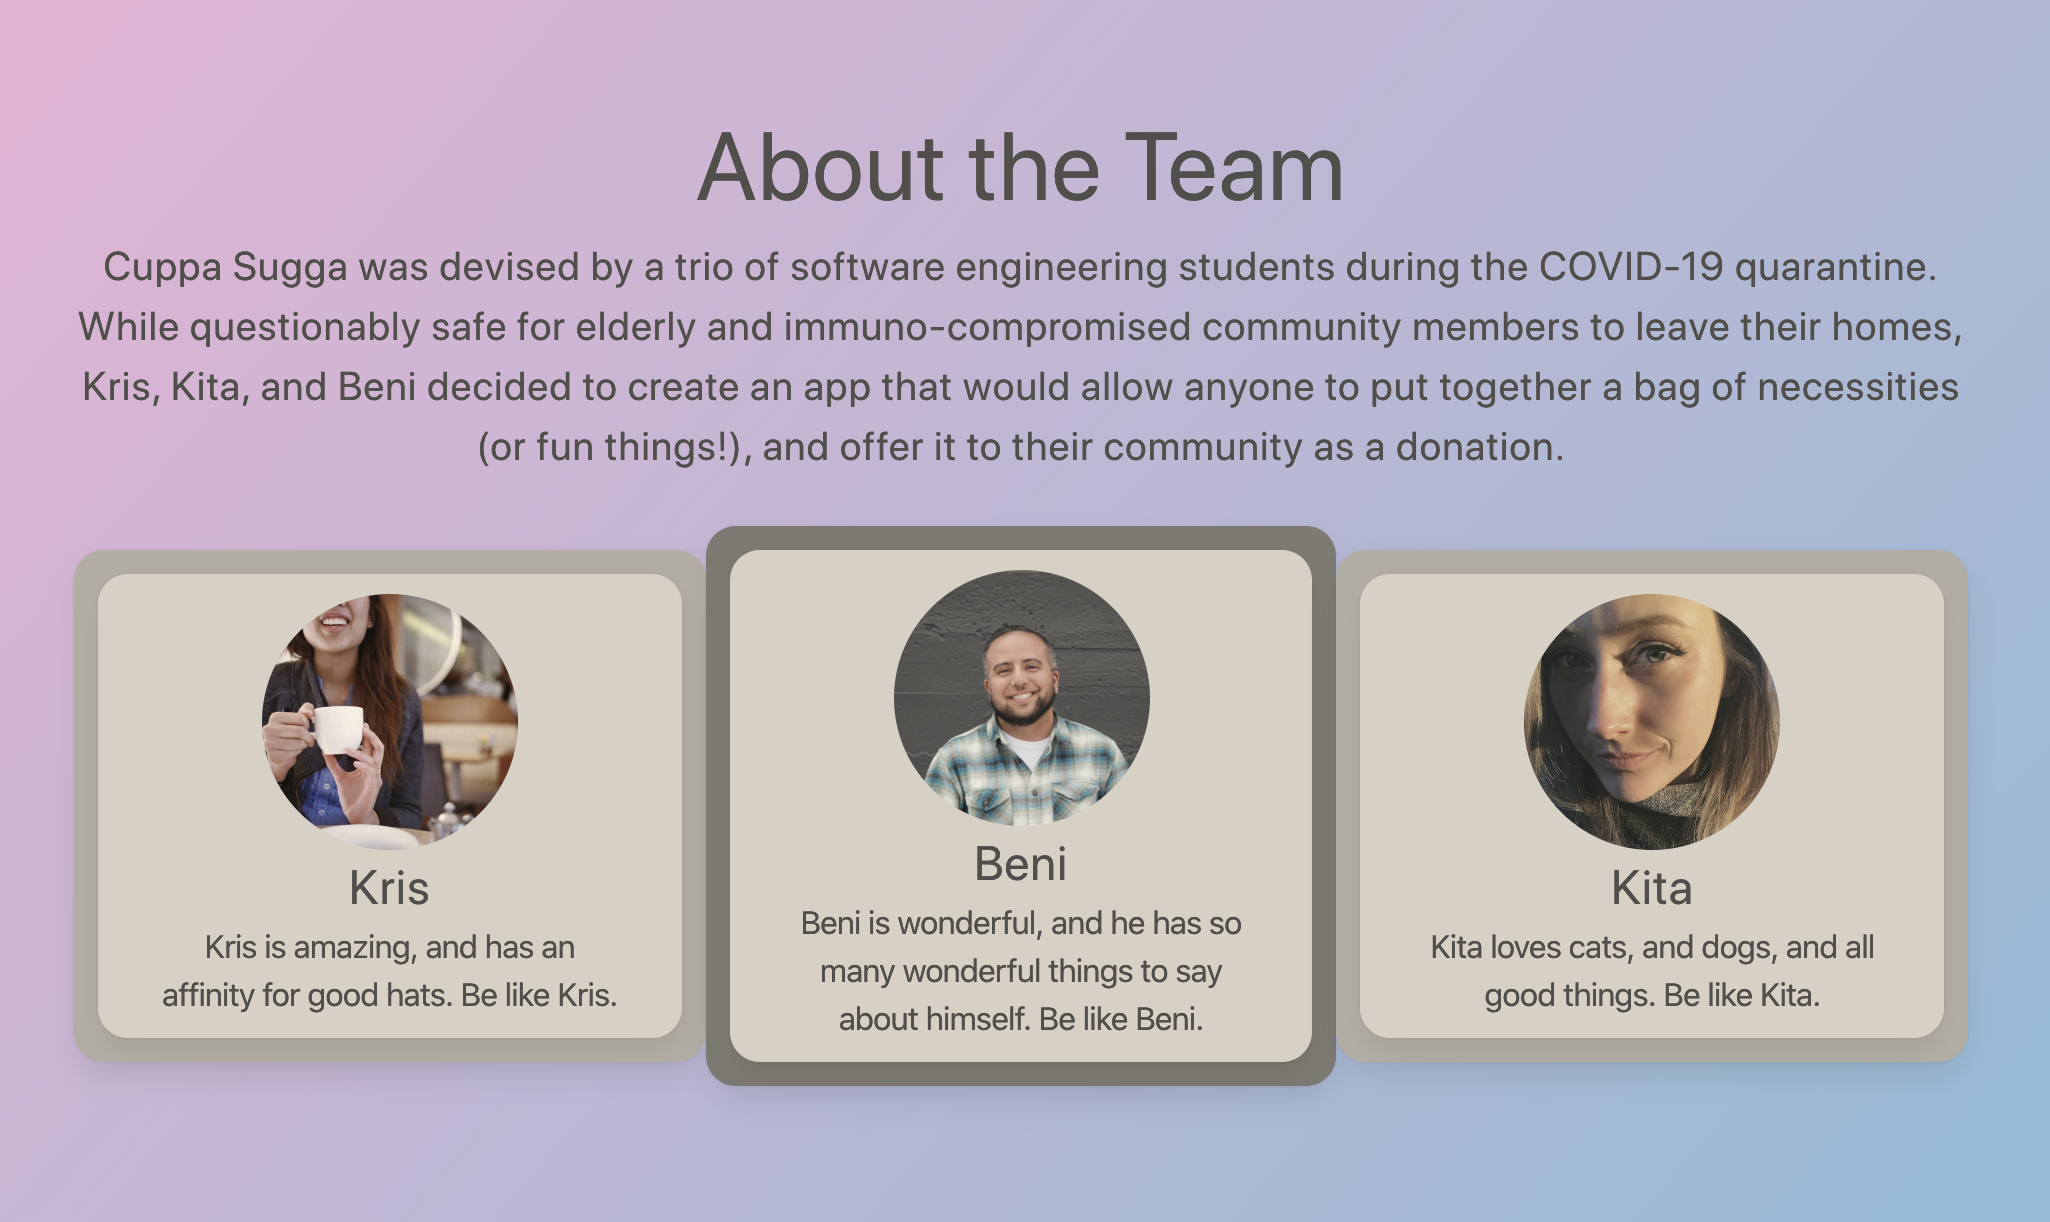 About the Team
Cuppa Sugga was devised by a trio of software engineering students during the COVID-19 quarantine.
While questionably safe for elderly and immuno-compromised community members to leave their homes,
Kris, Kita, and Beni decided to create an app that would allow anyone to put together a bag of necessities
(or fun things!), and offer it to their community as a donation.
Kris
Kris is amazing, and has an
affinity for good hats. Be like Kris.
Beni
Beni is wonderful, and he has so
many wonderful things to say
about himself. Be like Beni.
Kita
Kita loves cats, and dogs, and all
good things. Be like Kita.